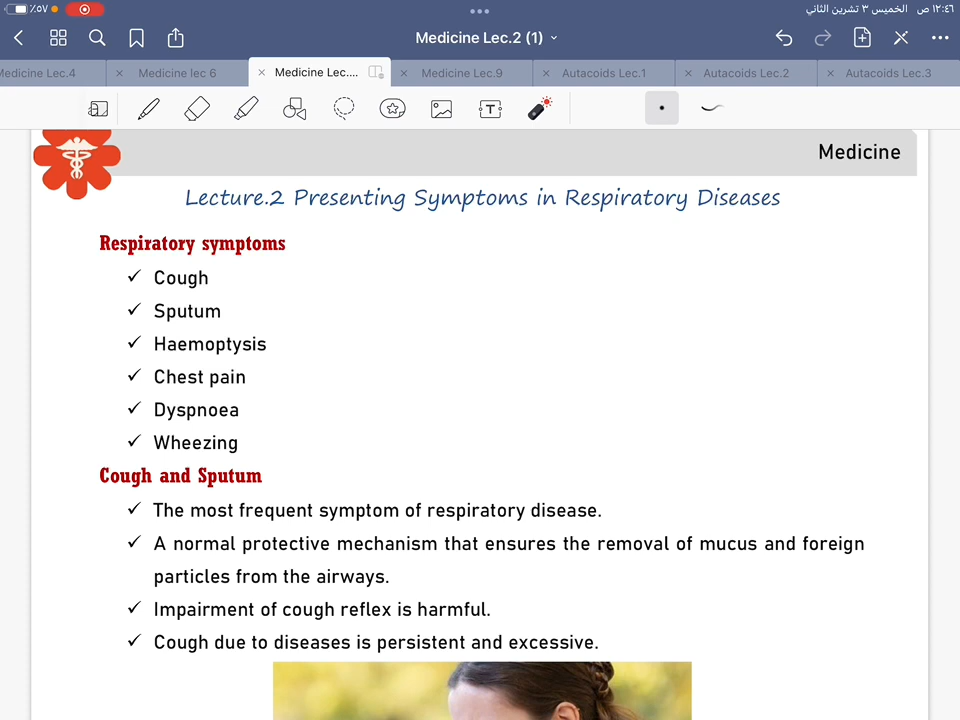 ٪٥٧ ١٢:٤٦ ص الخميس ٣ تشرين الثاني
Medicine Lec.2 (1)
Medicine Lec.4
Medicine lec 6
Medicine Lec....
Medicine Lec.9
Autacoids Lec.1
Autacoids Lec.2
Autacoids Lec.3
T
Medicine
Lecture.2 Presenting Symptoms in Respiratory Diseases
Respiratory symptoms
✓ Cough
✓ Sputum
✓ Haemoptysis
✓ Chest pain
✓ Dyspnoea
✓ Wheezing
Cough and Sputum
✓ The most frequent symptom of respiratory disease.
✓ A normal protective mechanism that ensures the removal of mucus and foreign
particles from the airways.
✓ Impairment of cough reflex is harmful.
✓ Cough due to diseases is persistent and excessive.